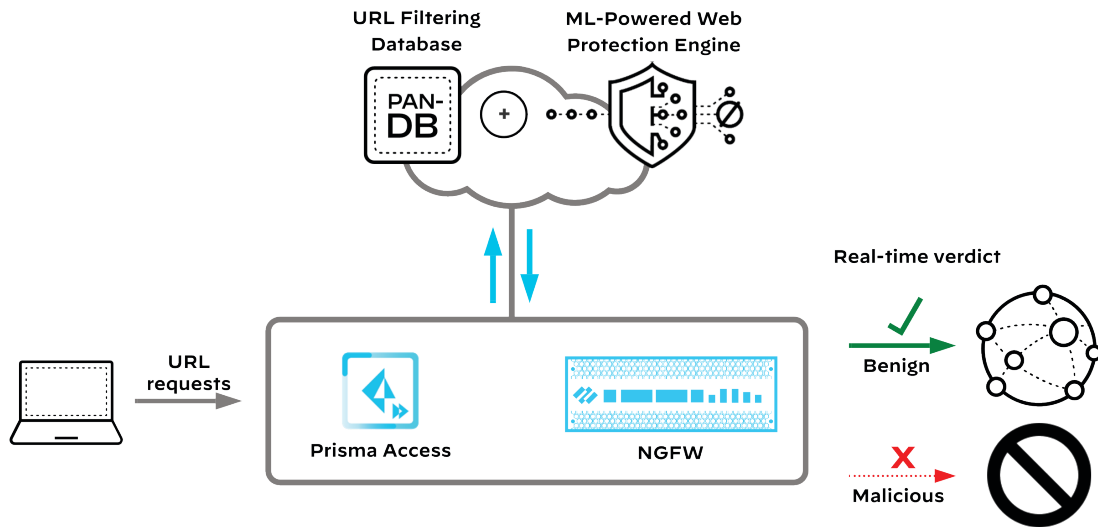 URL Filtering
Database
ML-Powered Web
Protection Engine
PAN-
DB
Real-time verdict
URL
requests
Benign
Prisma Access
NGFW
X
Malicious